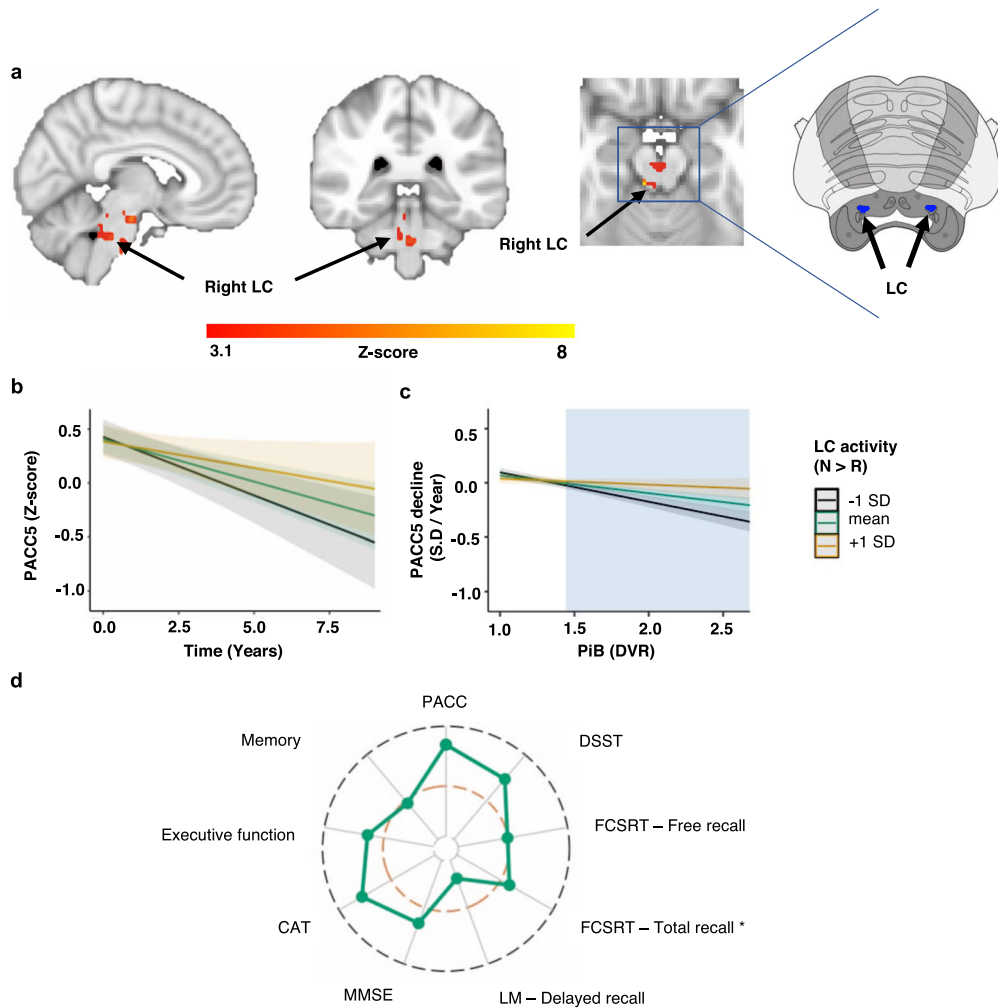 a
Right LC
Right LC
LC
3.1
Z-score
8
b
0.5
0.0
-0.5
-1.0
PACC5 (Z-score)
0.0
2.5
5.0
7.5
Time (Years)
c
0.5
0.0
-0.5
-1.0
PACC5 decline
(S.D / Year)
1.0
1.5
2.0
2.5
PiB (DVR)
LC activity
(N > R)
-1 SD
mean
+1 SD
d
PACC
Memory
DSST
Executive function
FCSRT – Free recall
CAT
FCSRT – Total recall *
MMSE
LM – Delayed recall